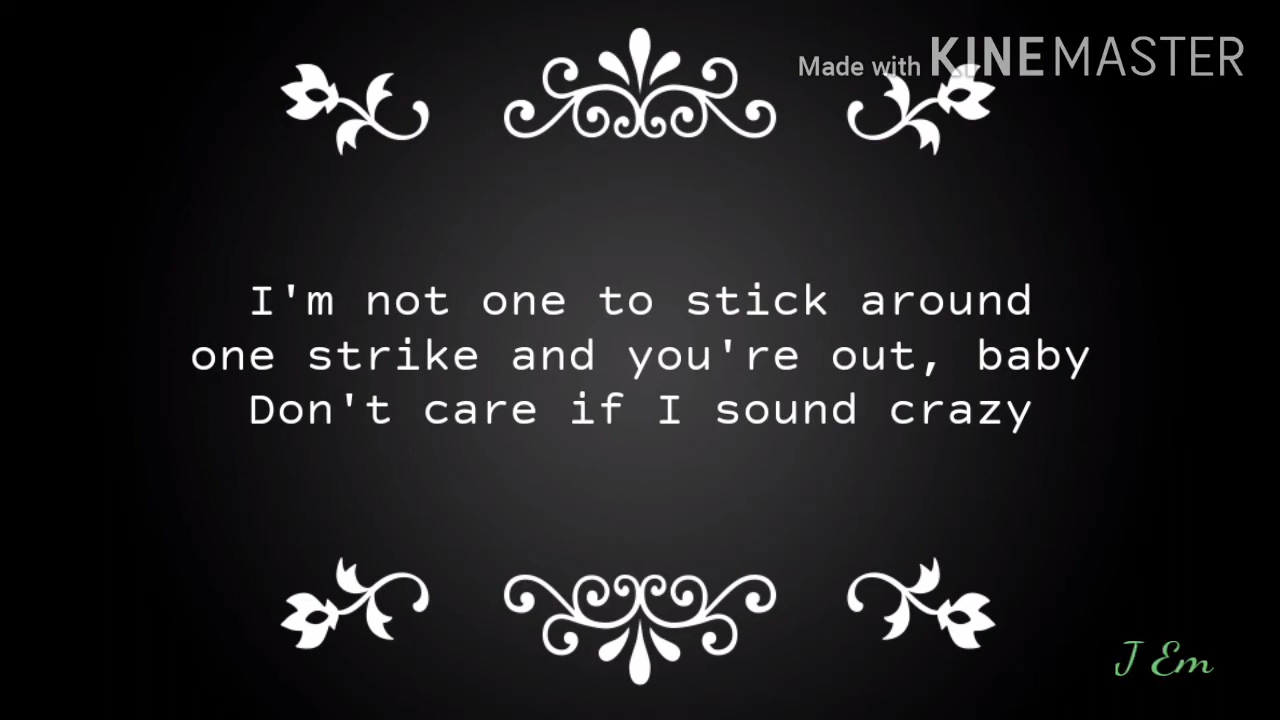 Made with KINEMASTER
I'm not one to stick around
one strike and you're out, baby
Don't care if I sound crazy
J Em